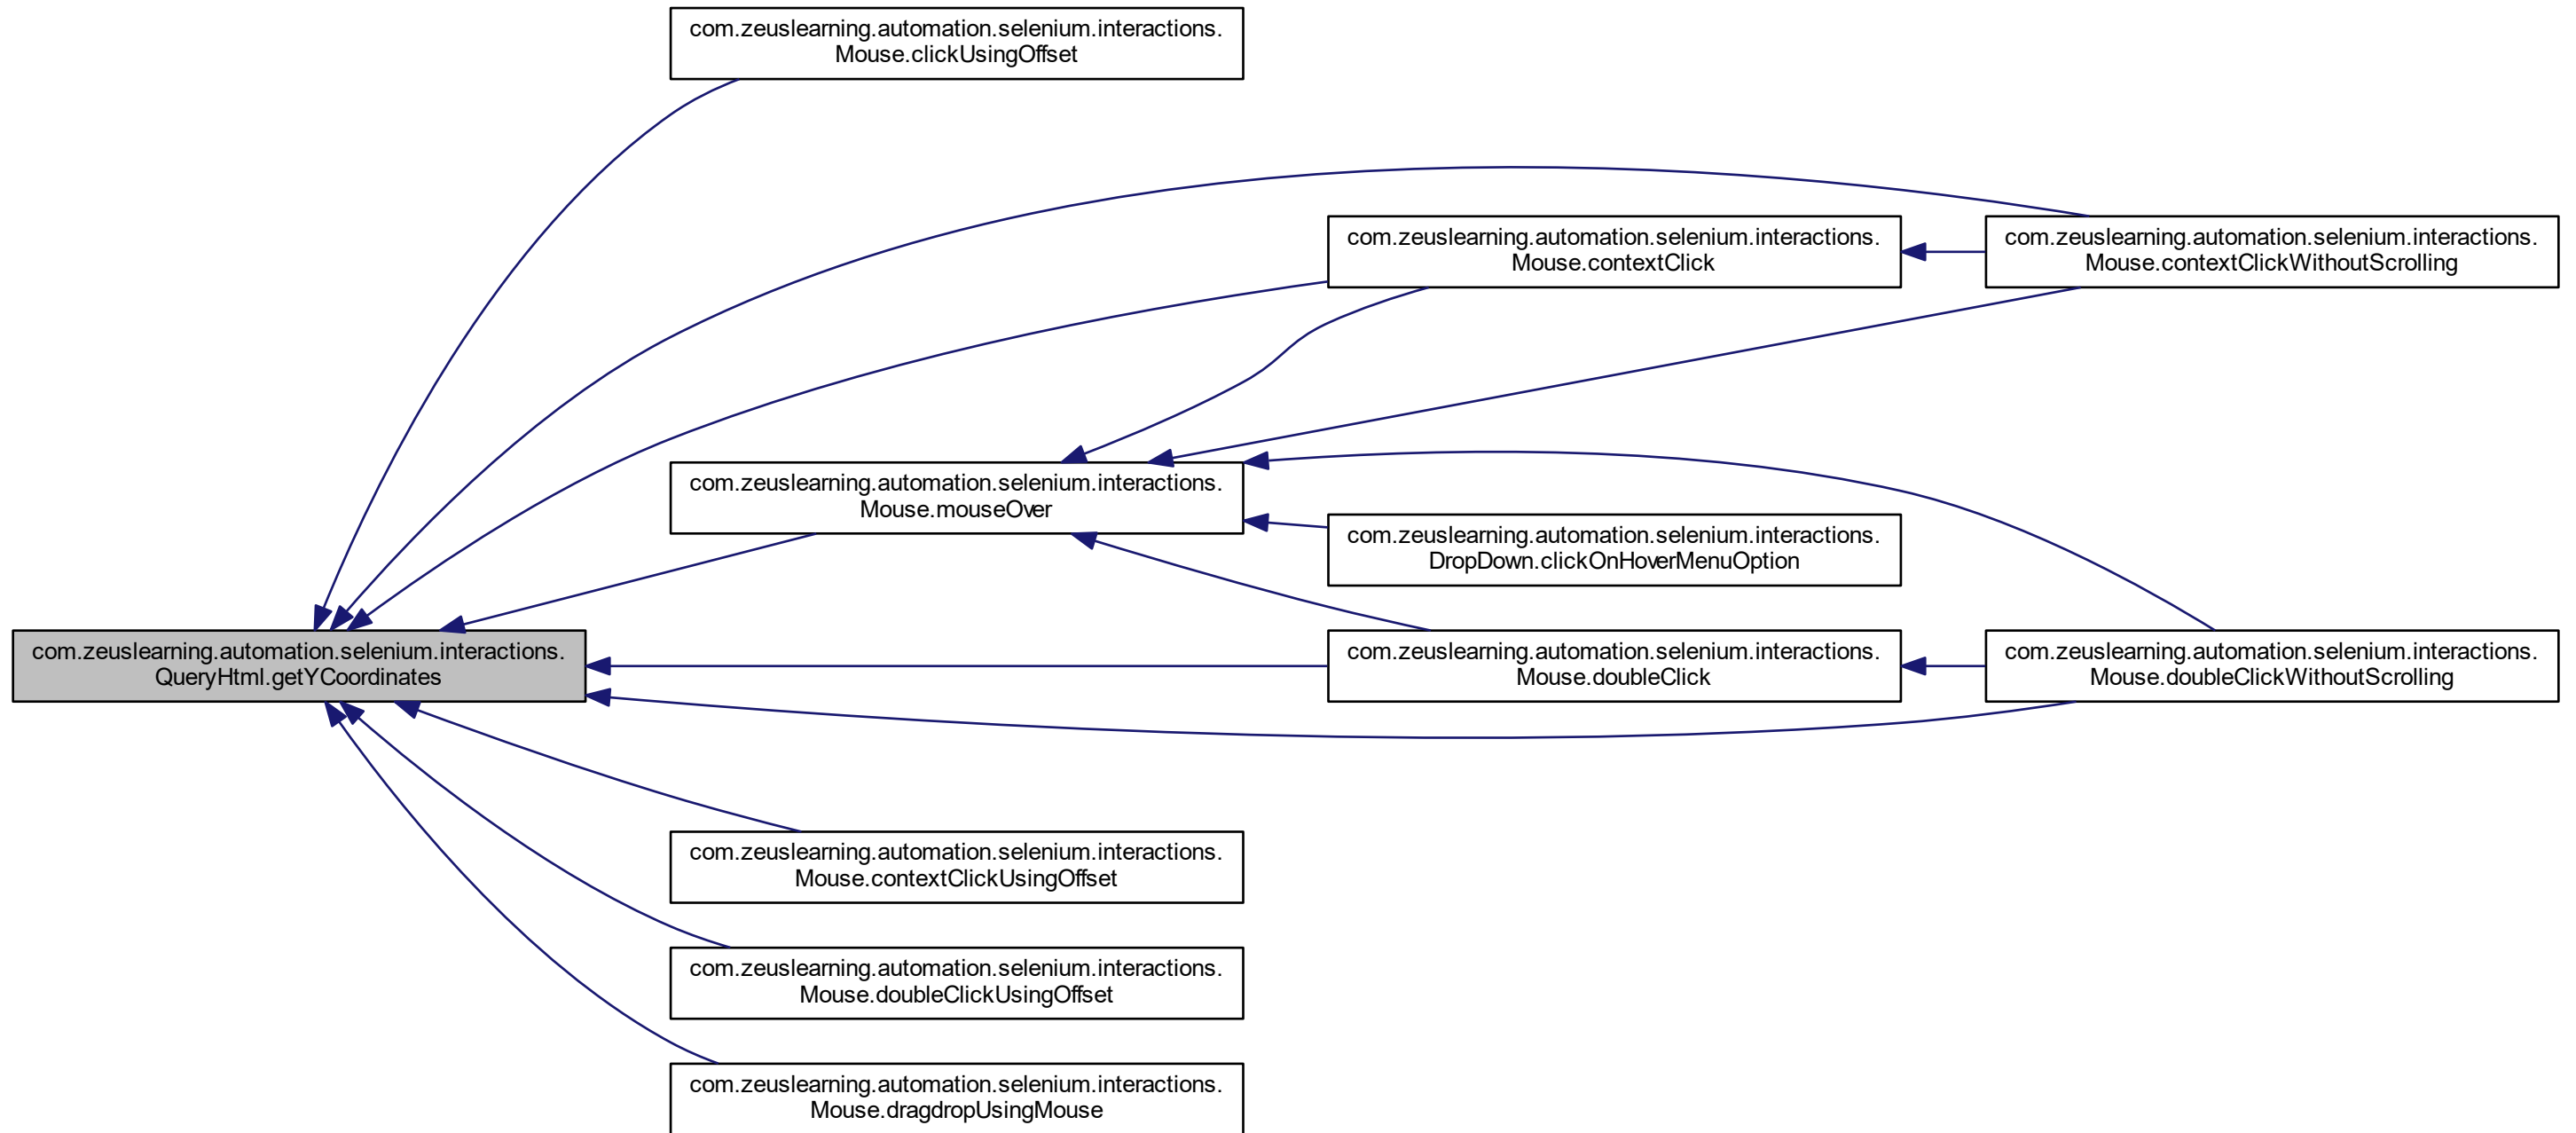 com.zeuslearning.automation.selenium.interactions.
Mouse.clickUsingOffset
com.zeuslearning.automation.selenium.interactions.
Mouse.contextClick
com.zeuslearning.automation.selenium.interactions.
Mouse.contextClickWithoutScrolling
com.zeuslearning.automation.selenium.interactions.
Mouse.mouseOver
com.zeuslearning.automation.selenium.interactions.
DropDown.clickOnHoverMenuOption
com.zeuslearning.automation.selenium.interactions.
QueryHtml.getYCoordinates
com.zeuslearning.automation.selenium.interactions.
Mouse.doubleClick
com.zeuslearning.automation.selenium.interactions.
Mouse.doubleClickWithoutScrolling
com.zeuslearning.automation.selenium.interactions.
Mouse.contextClickUsingOffset
com.zeuslearning.automation.selenium.interactions.
Mouse.doubleClickUsingOffset
com.zeuslearning.automation.selenium.interactions.
Mouse.dragdropUsingMouse